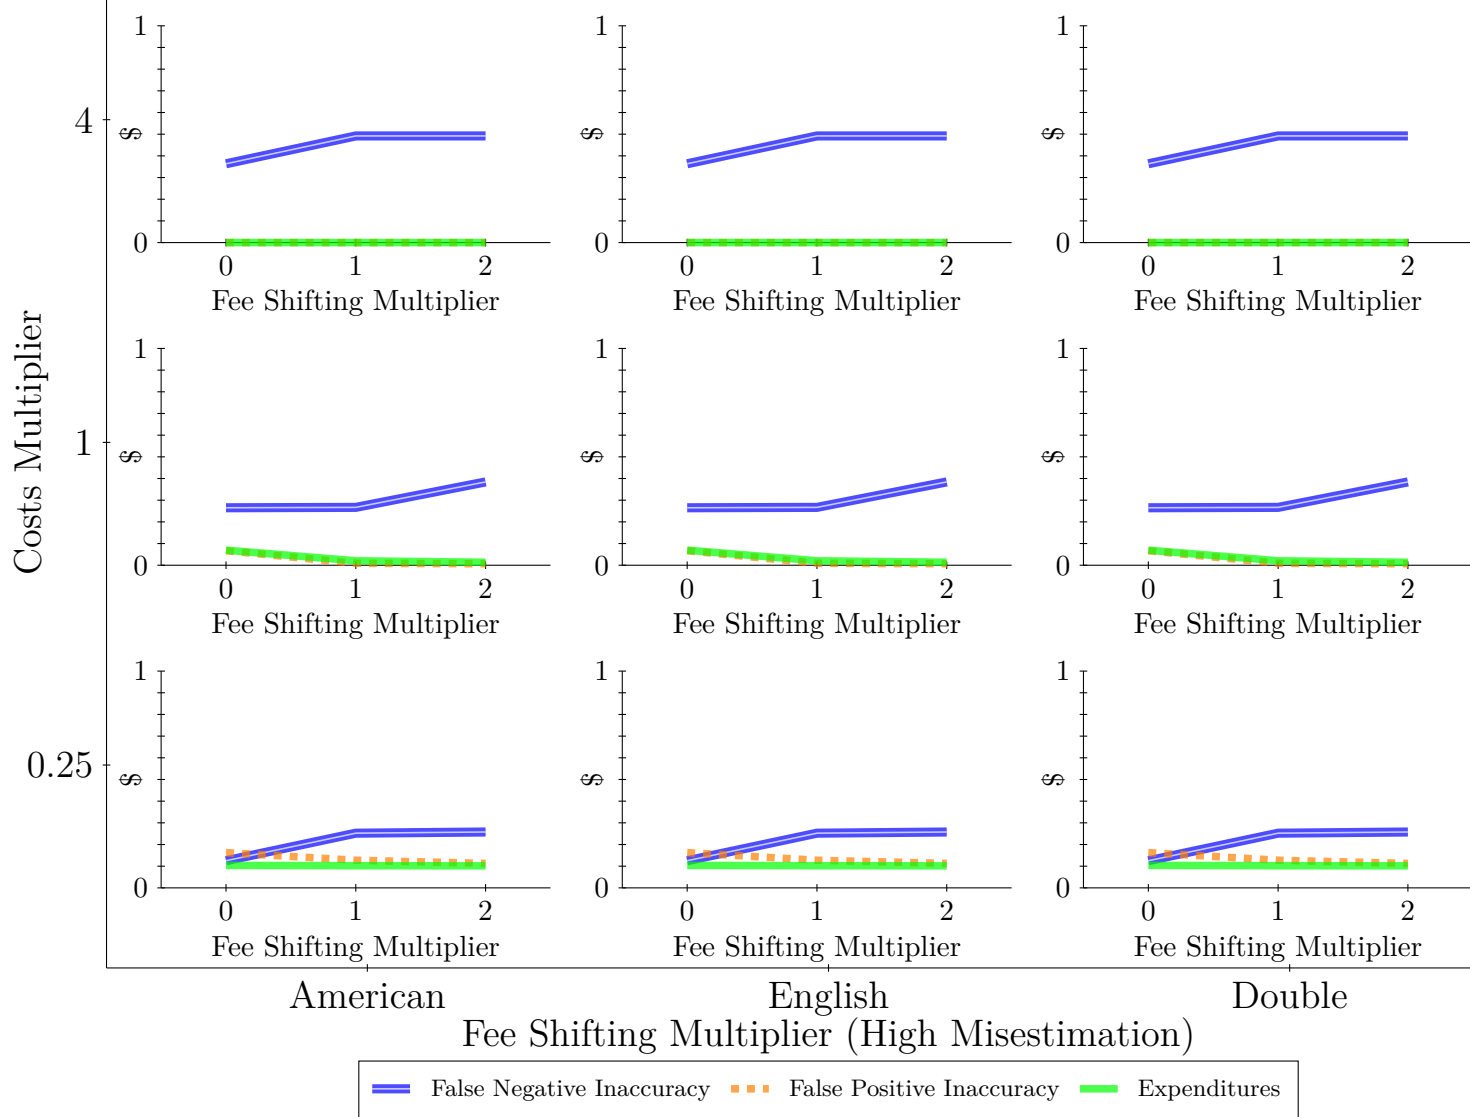 Costs Multiplier
4
1
$
0
0 1 2
Fee Shifting Multiplier
1
$
0
0 1 2
Fee Shifting Multiplier
1
$
0
0 1 2
Fee Shifting Multiplier
1
1
$
0
0 1 2
Fee Shifting Multiplier
1
$
0
0 1 2
Fee Shifting Multiplier
1
$
0
0 1 2
Fee Shifting Multiplier
0.25
1
$
0
0 1 2
Fee Shifting Multiplier
1
$
0
0 1 2
Fee Shifting Multiplier
1
$
0
0 1 2
Fee Shifting Multiplier
American English Double
Fee Shifting Multiplier (High Misestimation)
False Negative Inaccuracy False Positive Inaccuracy Expenditures